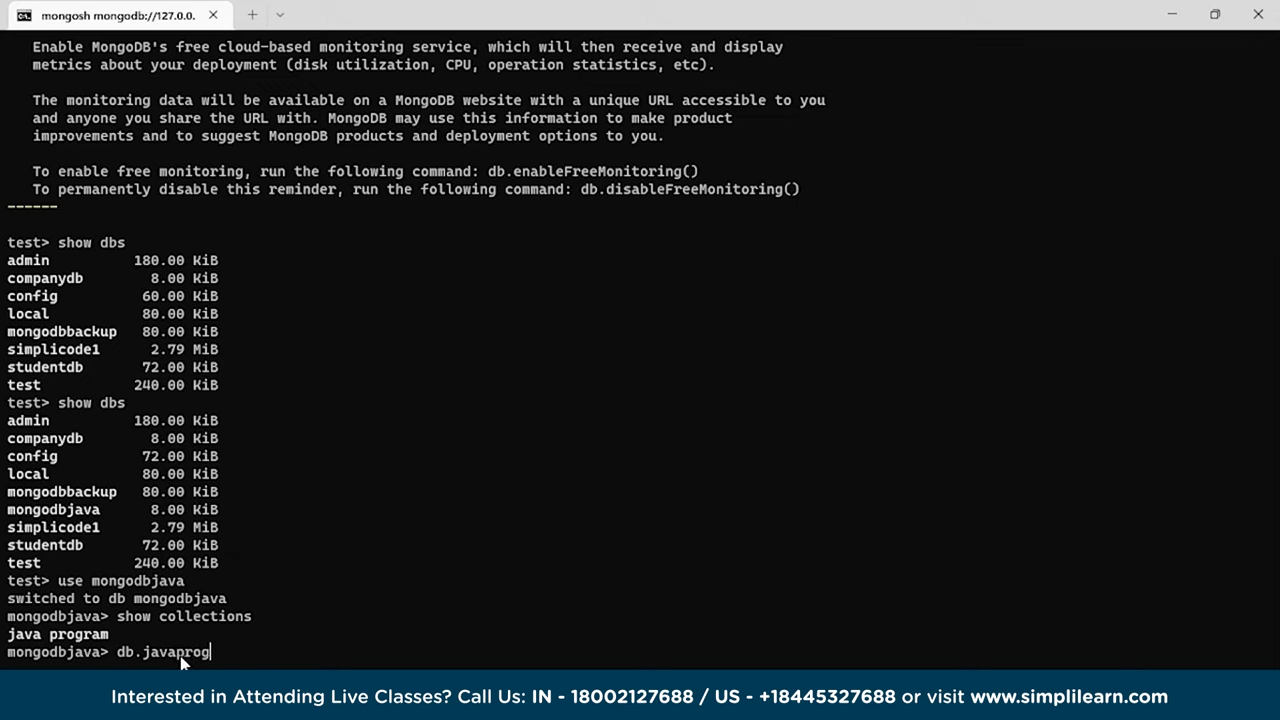 mongosh mongodb://127.0.0.
Enable MongoDB's free cloud-based monitoring service, which will then receive and display
metrics about your deployment (disk utilization, CPU, operation statistics, etc).
The monitoring data will be available on a MongoDB website with a unique URL accessible to you
and anyone you share the URL with. MongoDB may use this information to make product
improvements and to suggest MongoDB products and deployment options to you.
To enable free monitoring, run the following command: db.enableFreeMonitoring()
To permanently disable this reminder, run the following command: db.disableFreeMonitoring()
------
test> show dbs
admin 180.00 KiB
companydb 8.00 KiB
config 60.00 KiB
local 80.00 KiB
mongodbbackup 80.00 KiB
simplicode1 2.79 MiB
studentdb 72.00 KiB
test 240.00 KiB
test> show dbs
admin 180.00 KiB
companydb 8.00 KiB
config 72.00 KiB
local 80.00 KiB
mongodbbackup 80.00 KiB
mongodbjava 8.00 KiB
simplicode1 2.79 MiB
studentdb 72.00 KiB
test 240.00 KiB
test> use mongodbjava
switched to db mongodbjava
mongodbjava> show collections
java program
mongodbjava> db.javaprog
Interested in Attending Live Classes? Call Us: IN - 18002127688 / US - +18445327688 or visit www.simplilearn.com